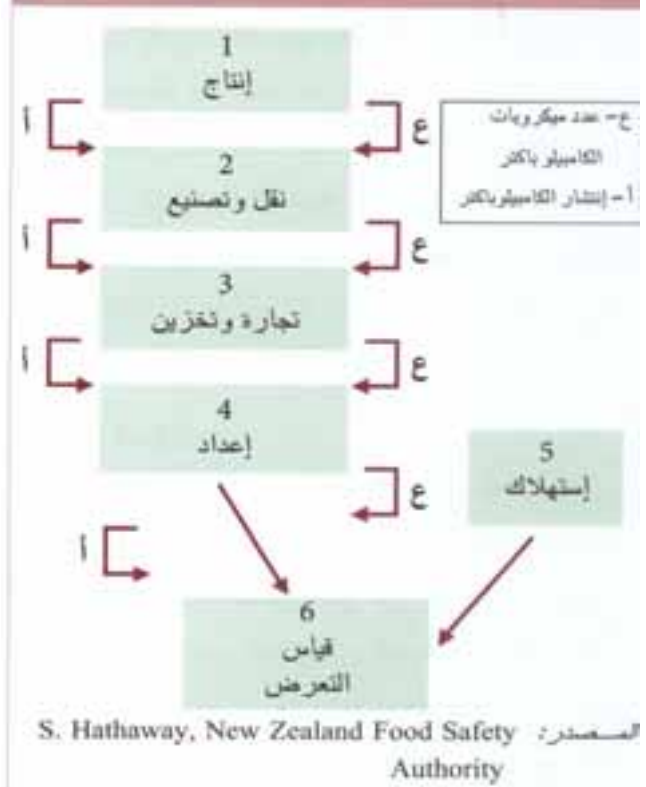 1
إنتاج
أ
ع
ع- عدد ميكروبات
الكامبيلو باكتر
أ- إنتشار الكامبيلوباكتر
2
نقل وتصنيع
أ
ع
3
تجارة وتخزين
أ
ع
4
إعداد
5
إستهلاك
ع
أ
6
قياس
التعرض
المــصدر: S. Hathaway, New Zealand Food Safety
Authority